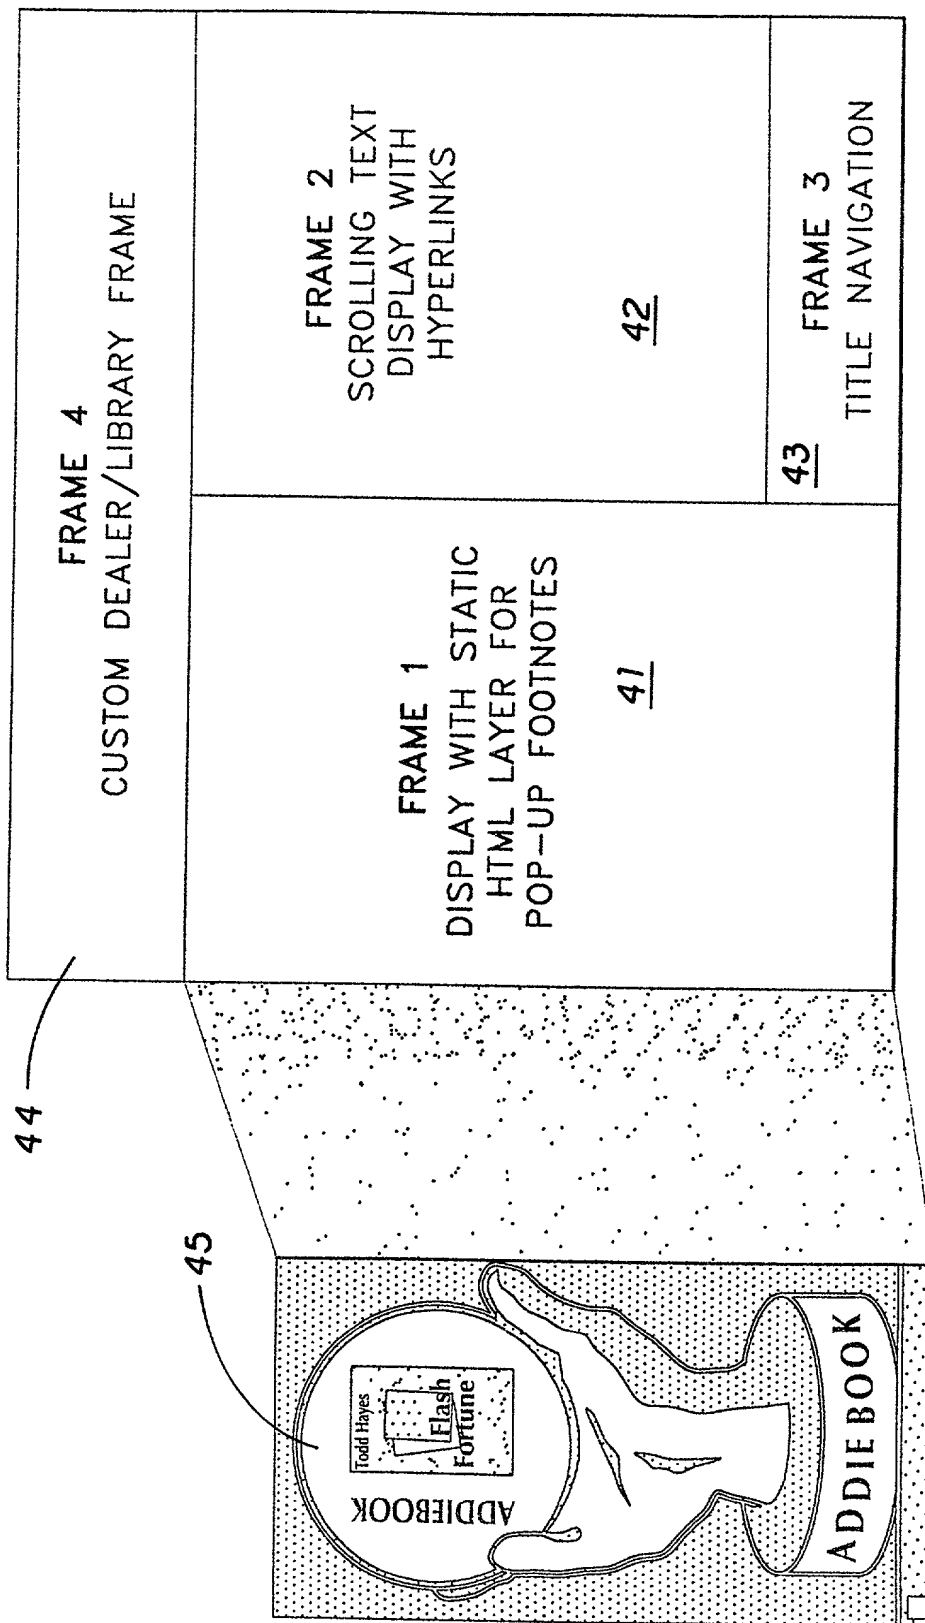 FRAME 4
CUSTOM DEALER/LIBRARY FRAME
44
FRAME 1
DISPLAY WITH STATIC
HTML LAYER FOR
POP-UP FOOTNOTES
41
FRAME 2
SCROLLING TEXT
DISPLAY WITH
HYPERLINKS
42
43
FRAME 3
TITLE NAVIGATION
45
Todd Hayes
Flash
Fortune
ADDIEBOOK
ADDIEBOOK